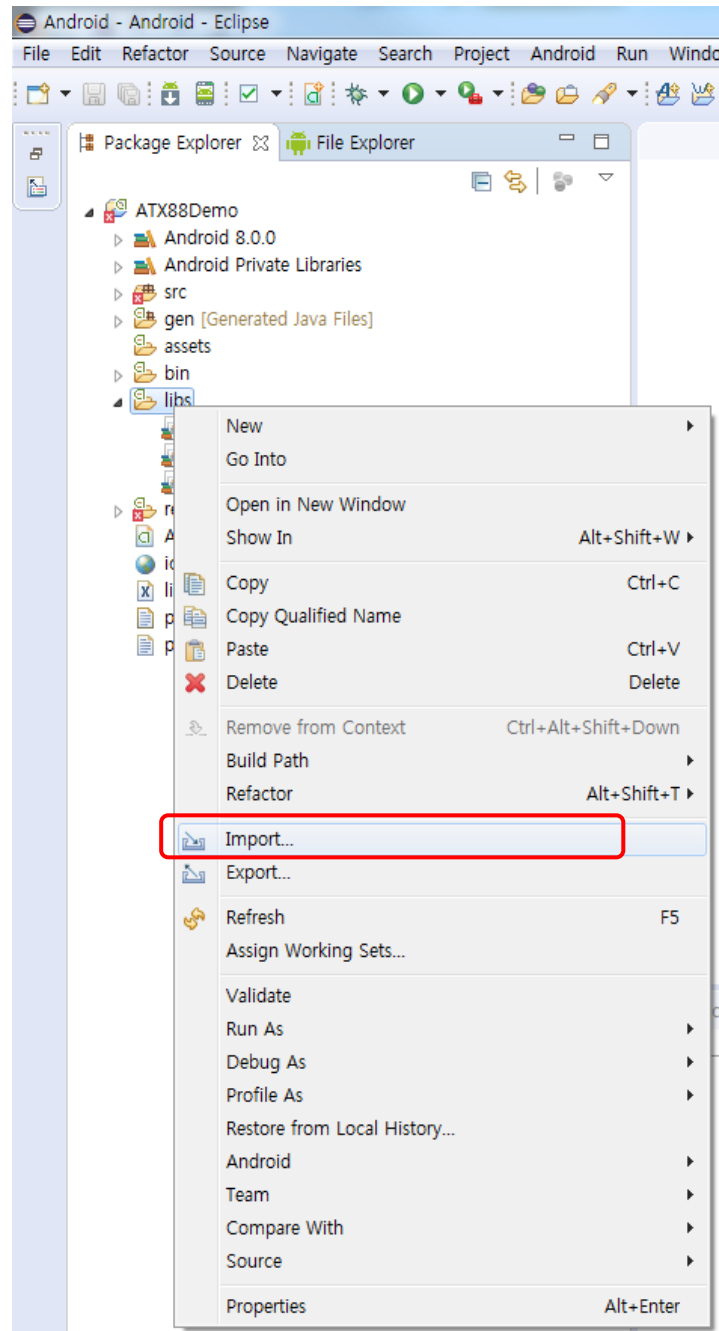 Android - Android - Eclipse
File Edit Refactor Source Navigate Search Project Android Run
Package Explorer File Explorer
ATX88Demo
Android 8.0.0
Android Private Libraries
src
gen [Generated Java Files]
assets
bin
libs
New
Go Into
Open in New Window
Show In Alt+Shift+W
Copy Ctrl+C
Copy Qualified Name
Paste Ctrl+V
Delete Delete
Remove from Context Ctrl+Alt+Shift+Down
Build Path
Refactor Alt+Shift+T
Import...
Export...
Refresh F5
Assign Working Sets...
Validate
Run As
Debug As
Profile As
Restore from Local History...
Android
Team
Compare With
Source
Properties Alt+Enter